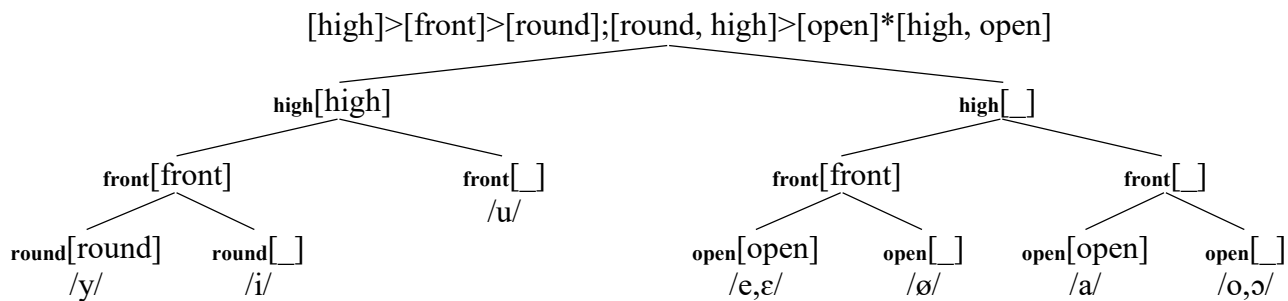 [high]>[front]>[round];[round, high]>[open]*[high, open]
high[high] high[_]
front[front] front[_] front[front] front[_]
/u/
round[round] round[_] open[open] open[_] open[open] open[_]
/y/ /i/ /e,ɛ/ /ø/ /a/ /o,ɔ/